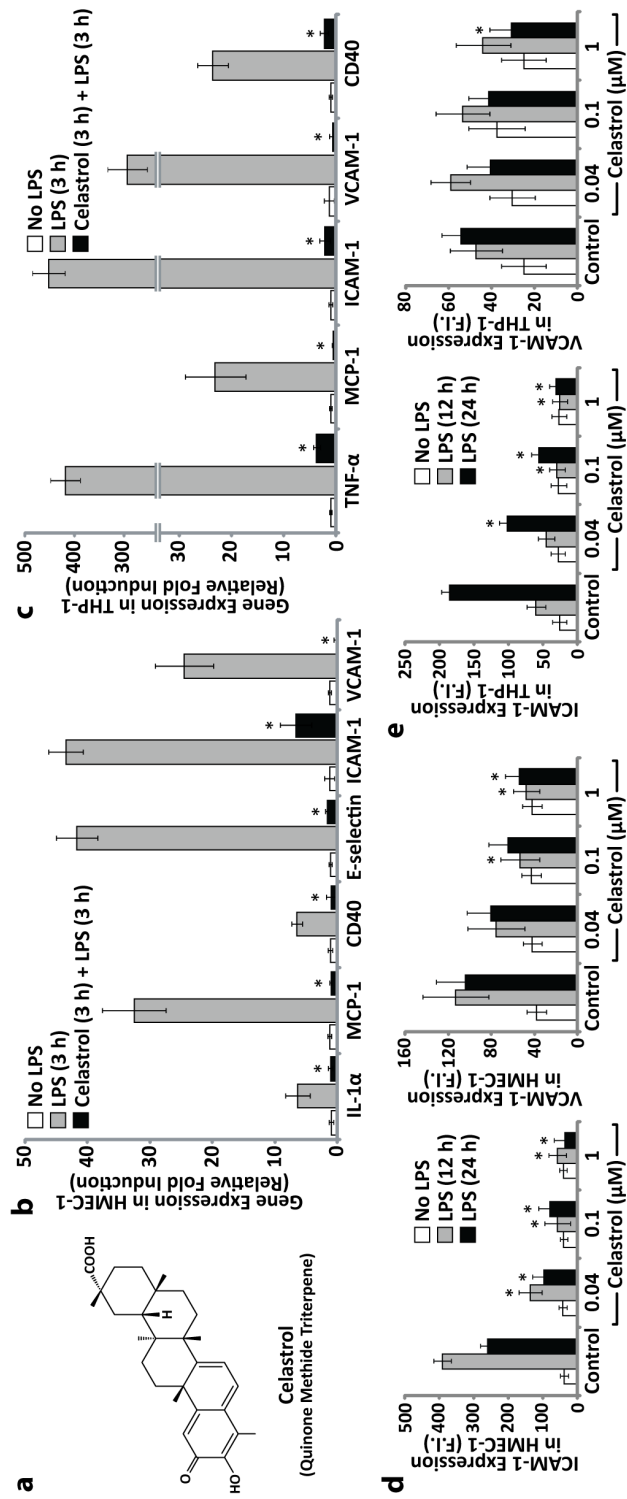 a
COOH
H
O
HO
Celastrol
(Quinone Methide Triterpene)
b
Gene Expression in HMEC-1
(Relative Fold Induction)
50
40
30
20
10
0
No LPS
LPS (3 h)
Celastrol (3 h) + LPS (3 h)
* * * * * *
IL-1α MCP-1 CD40 E-selectin ICAM-1 VCAM-1
c
Gene Expression in THP-1
(Relative Fold Induction)
500
400
300
30
20
10
0
No LPS
LPS (3 h)
Celastrol (3 h) + LPS (3 h)
* * * * *
TNF-α MCP-1 ICAM-1 VCAM-1 CD40
d
ICAM-1 Expression
in HMEC-1 (F.I.)
500
400
300
200
100
0
No LPS
LPS (12 h)
LPS (24 h)
* * * * * *
Control 0.04 0.1 1
Celastrol (µM)
VCAM-1 Expression
in HMEC-1 (F.I.)
160
120
80
40
0
* * *
Control 0.04 0.1 1
Celastrol (µM)
e
ICAM-1 Expression
in THP-1 (F.I.)
250
200
150
100
50
0
No LPS
LPS (12 h)
LPS (24 h)
* * * * *
Control 0.04 0.1 1
Celastrol (µM)
VCAM-1 Expression
in THP-1 (F.I.)
80
60
40
20
0
*
Control 0.04 0.1 1
Celastrol (µM)